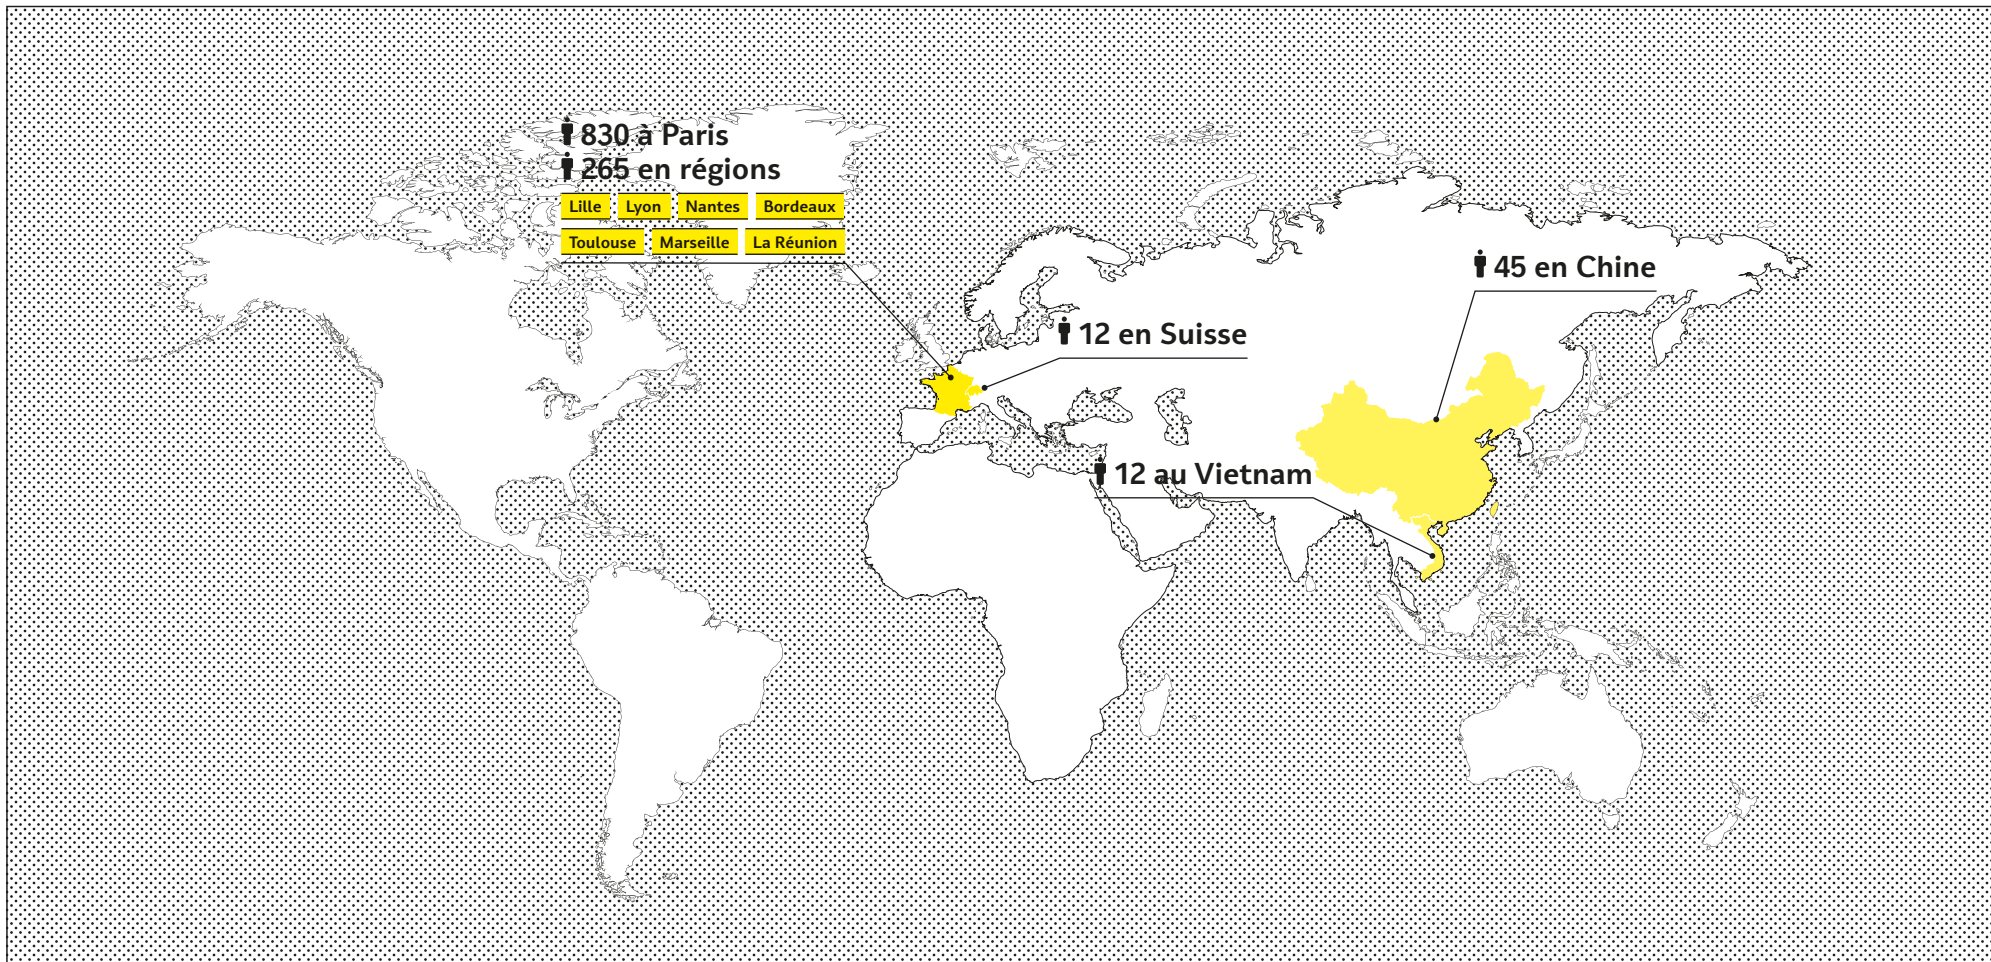 830 à Paris
265 en régions
Lille Lyon Nantes Bordeaux
Toulouse Marseille La Réunion
45 en Chine
12 en Suisse
12 au Vietnam